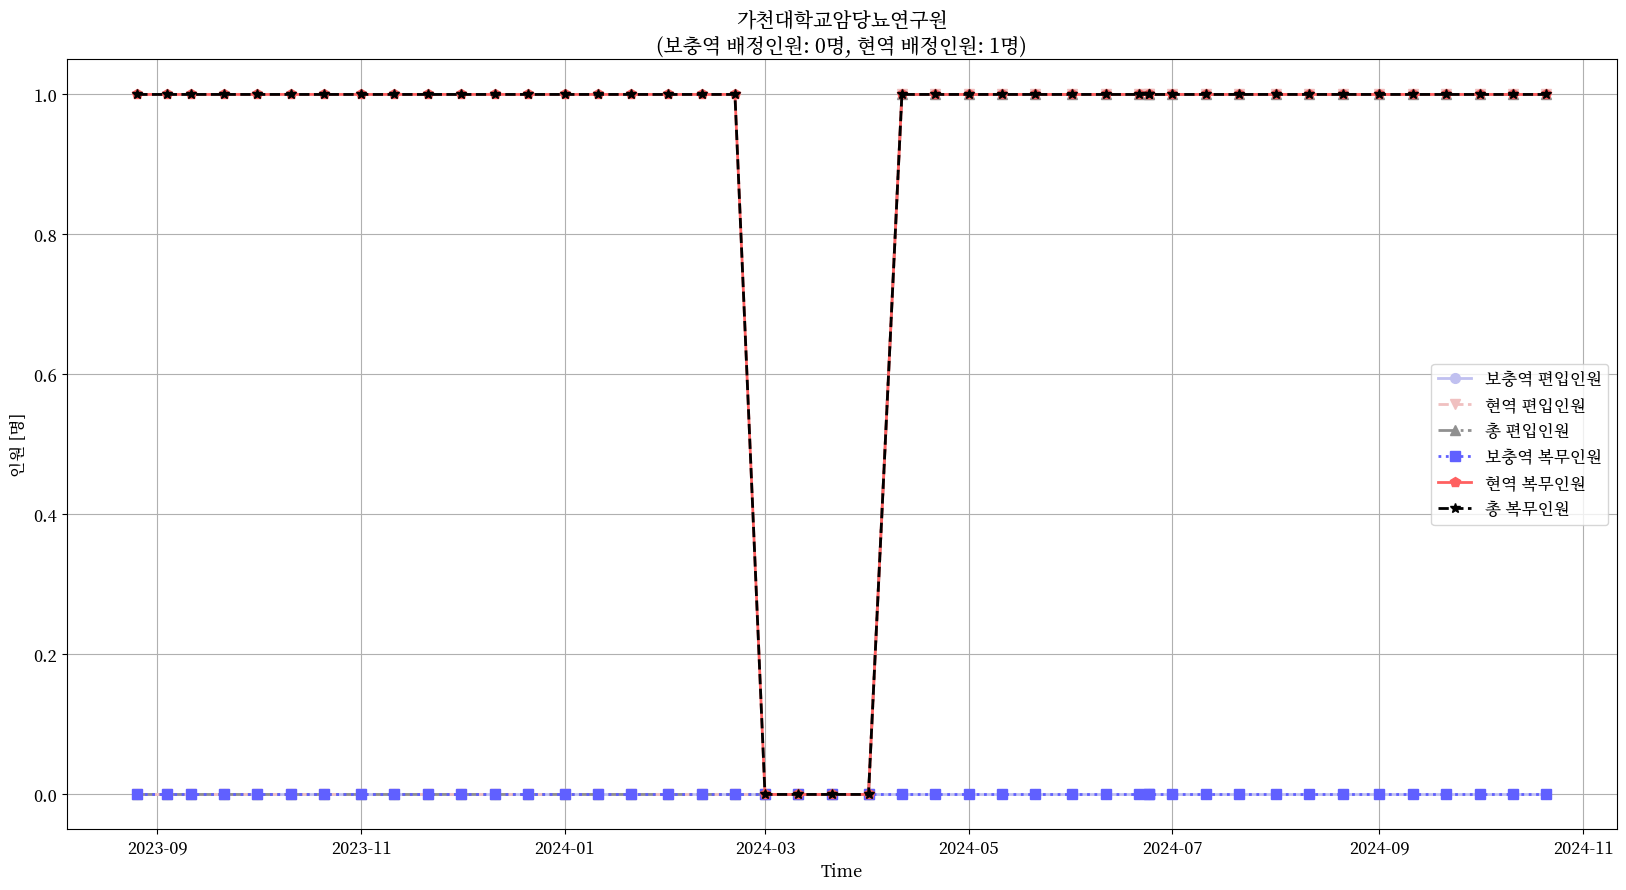 가천대학교암당뇨연구원
(보충역 배정인원: 0명, 현역 배정인원: 1명)
인원 [명]
1.0
0.8
0.6
0.4
0.2
0.0
보충역 편입인원
현역 편입인원
총 편입인원
보충역 복무인원
현역 복무인원
총 복무인원
2023-09
2023-11
2024-01
2024-03
2024-05
2024-07
2024-09
2024-11
Time